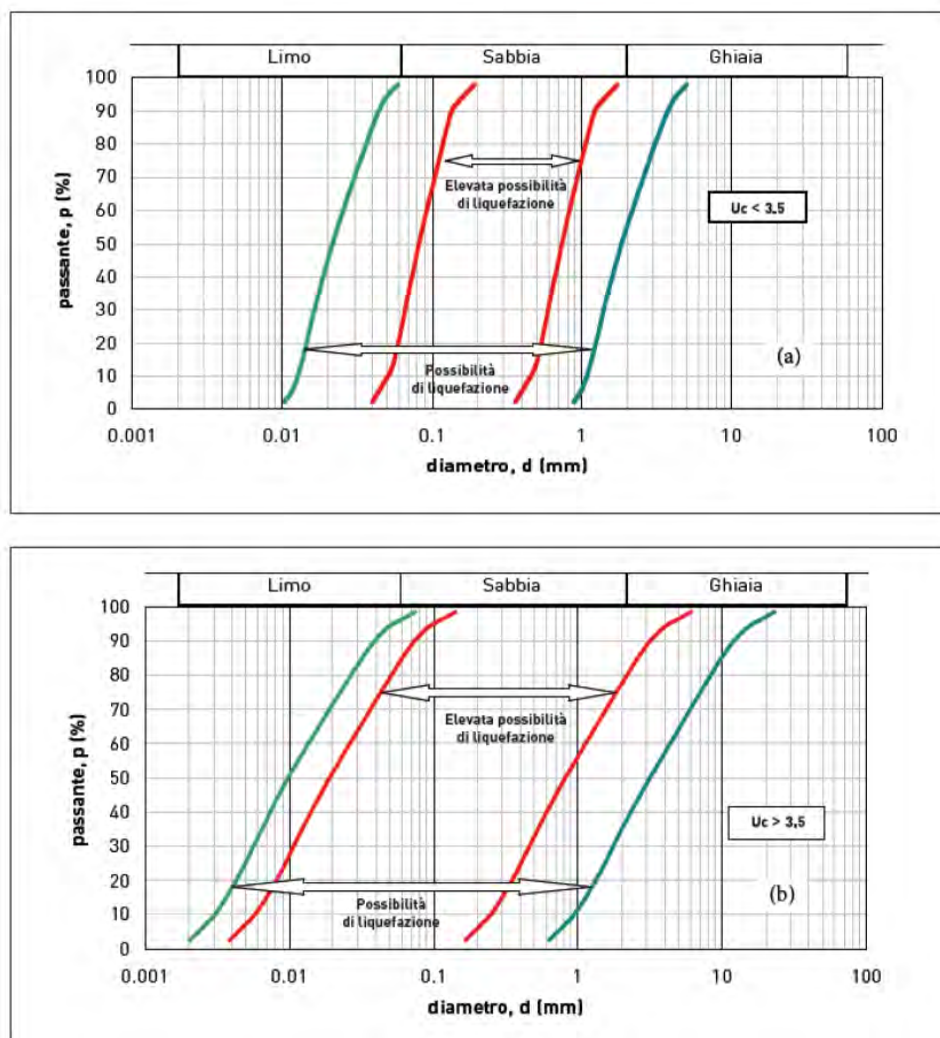 Limo Sabbia Ghiaia
100
90
80
70
60
50
40
30
20
10
0
passante, p (%)
Elevata possibilità
di liquefazione
Uc < 3.5
(a)
Possibilità
di liquefazione
0.001 0.01 0.1 1 10 100
diametro, d (mm)
Limo Sabbia Ghiaia
100
90
80
70
60
50
40
30
20
10
0
passante, p (%)
Elevata possibilità
di liquefazione
Uc > 3,5
(b)
Possibilità
di liquefazione
0.001 0.01 0.1 1 10 100
diametro, d (mm)